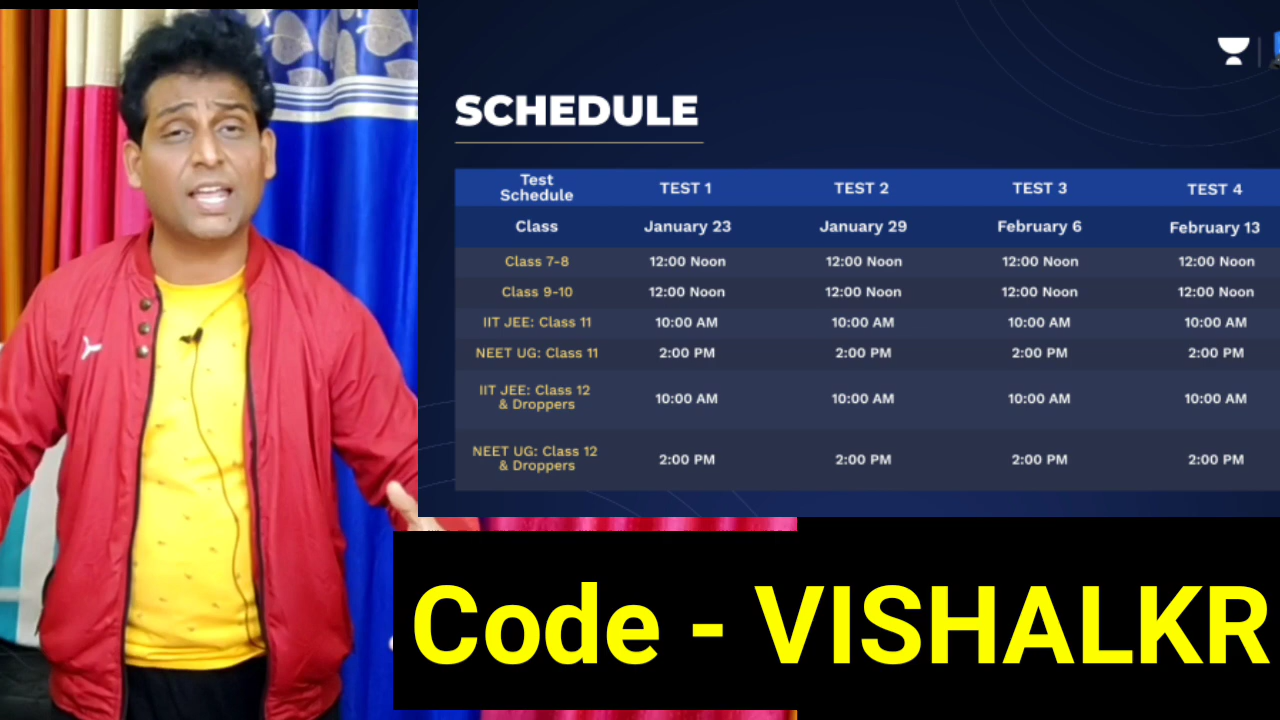 SCHEDULE
Test Schedule TEST 1 TEST 2 TEST 3 TEST 4
Class January 23 January 29 February 6 February 13
Class 7-8 12:00 Noon 12:00 Noon 12:00 Noon 12:00 Noon
Class 9-10 12:00 Noon 12:00 Noon 12:00 Noon 12:00 Noon
IIT JEE: Class 11 10:00 AM 10:00 AM 10:00 AM 10:00 AM
NEET UG: Class 11 2:00 PM 2:00 PM 2:00 PM 2:00 PM
IIT JEE: Class 12 & Droppers 10:00 AM 10:00 AM 10:00 AM 10:00 AM
NEET UG: Class 12 & Droppers 2:00 PM 2:00 PM 2:00 PM 2:00 PM
Code - VISHALKR